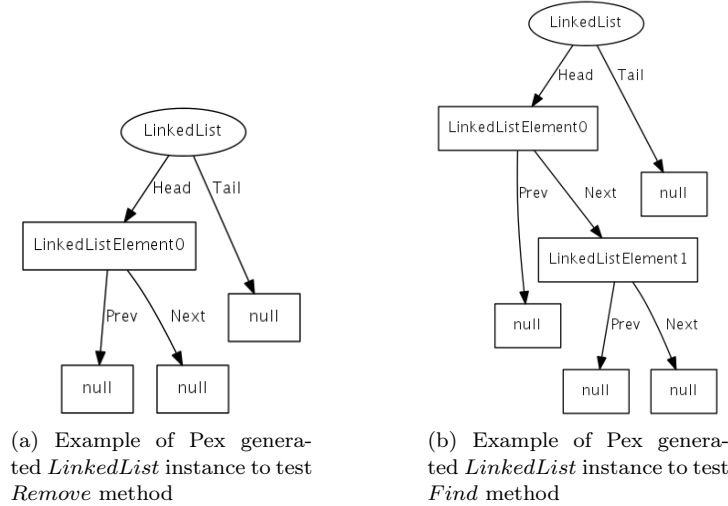 LinkedList
Head
Tail
LinkedListElement0
Prev
Next
null
null
null
(a) Example of Pex genera-
ted LinkedList instance to test
Remove method
LinkedList
Head
Tail
LinkedListElement0
null
Prev
Next
LinkedListElement1
null
Prev
Next
null
null
(b) Example of Pex genera-
ted LinkedList instance to test
Find method